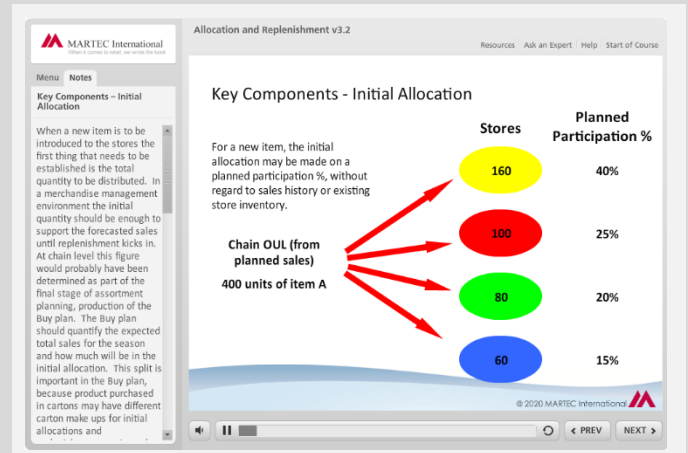 MARTEC International
When it comes to retail, we wrote the book
Allocation and Replenishment v3.2
Resources
Ask an Expert
Help
Start of Course
Menu
Notes
Key Components – Initial
Allocation
When a new item is to be
introduced to the stores the
first thing that needs to be
established is the total
quantity to be distributed. In
a merchandise management
environment the initial
quantity should be enough to
support the forecasted sales
until replenishment kicks in.
At chain level this figure
would probably have been
determined as part of the
final stage of assortment
planning, production of the
Buy plan. The Buy plan
should quantify the expected
total sales for the season
and how much will be in the
initial allocation. This split is
important in the Buy plan,
because product purchased
in cartons may have different
carton make ups for initial
allocations and
Key Components - Initial Allocation
For a new item, the initial
allocation may be made on a
planned participation %, without
regard to sales history or existing
store inventory.
Chain OUL (from
planned sales)
400 units of item A
Stores
Planned
Participation %
160
40%
100
25%
80
20%
60
15%
© 2020 MARTEC International
PREV
NEXT